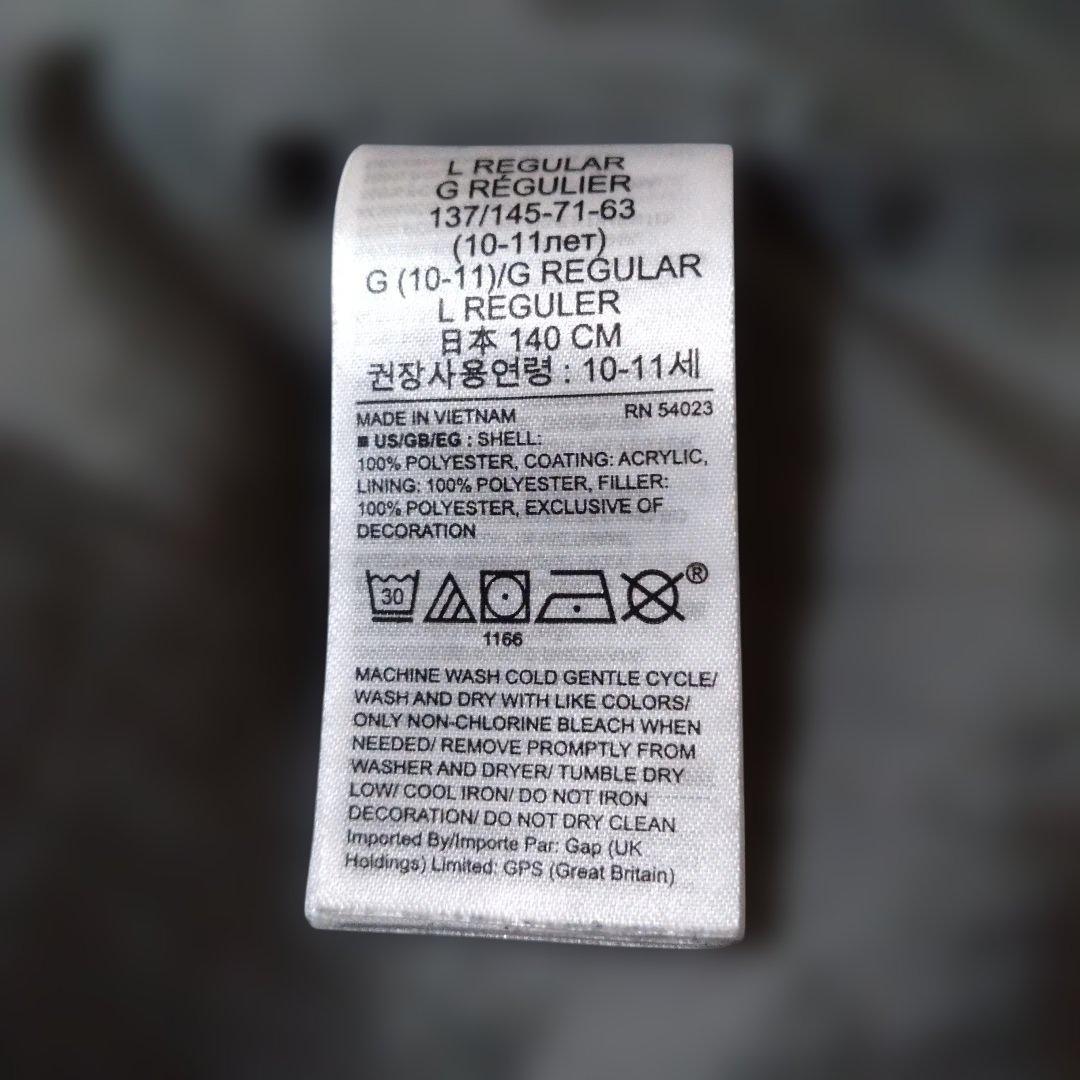 L REGULAR
G RÉGULIER
137/145-71-63
(10-11лет)
G (10-11)/G REGULAR
L REGULER
日本 140 CM
권장사용연령 : 10-11세
MADE IN VIETNAM RN 54023
■ US/GB/EG : SHELL:
100% POLYESTER, COATING: ACRYLIC,
LINING: 100% POLYESTER, FILLER:
100% POLYESTER, EXCLUSIVE OF
DECORATION
30 ®
1166
MACHINE WASH COLD GENTLE CYCLE/
WASH AND DRY WITH LIKE COLORS/
ONLY NON-CHLORINE BLEACH WHEN
NEEDED/ REMOVE PROMPTLY FROM
WASHER AND DRYER/ TUMBLE DRY
LOW/ COOL IRON/ DO NOT IRON
DECORATION/ DO NOT DRY CLEAN
Imported By/Importe Par: Gap (UK
Holdings) Limited: GPS (Great Britain)